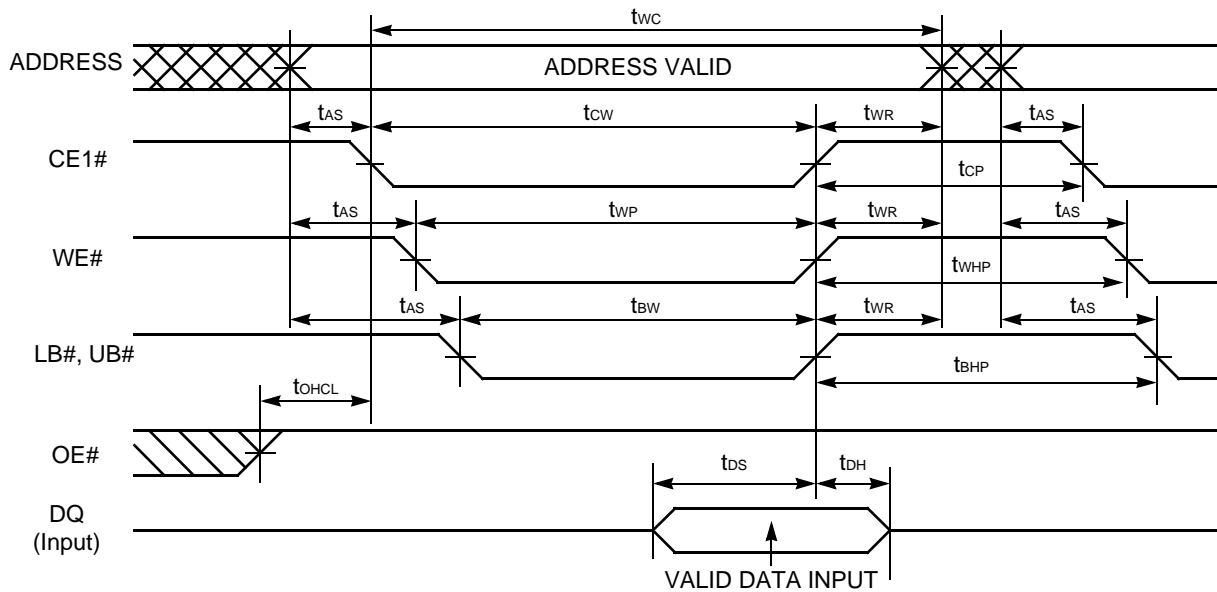 tWC
ADDRESS
ADDRESS VALID
tAS
tCW
tWR
tAS
CE1#
tCP
tAS
tWP
tWR
tAS
WE#
tWHP
tAS
tBW
tWR
tAS
LB#, UB#
tBHP
tOHCL
OE#
tDS
tDH
DQ
(Input)
VALID DATA INPUT